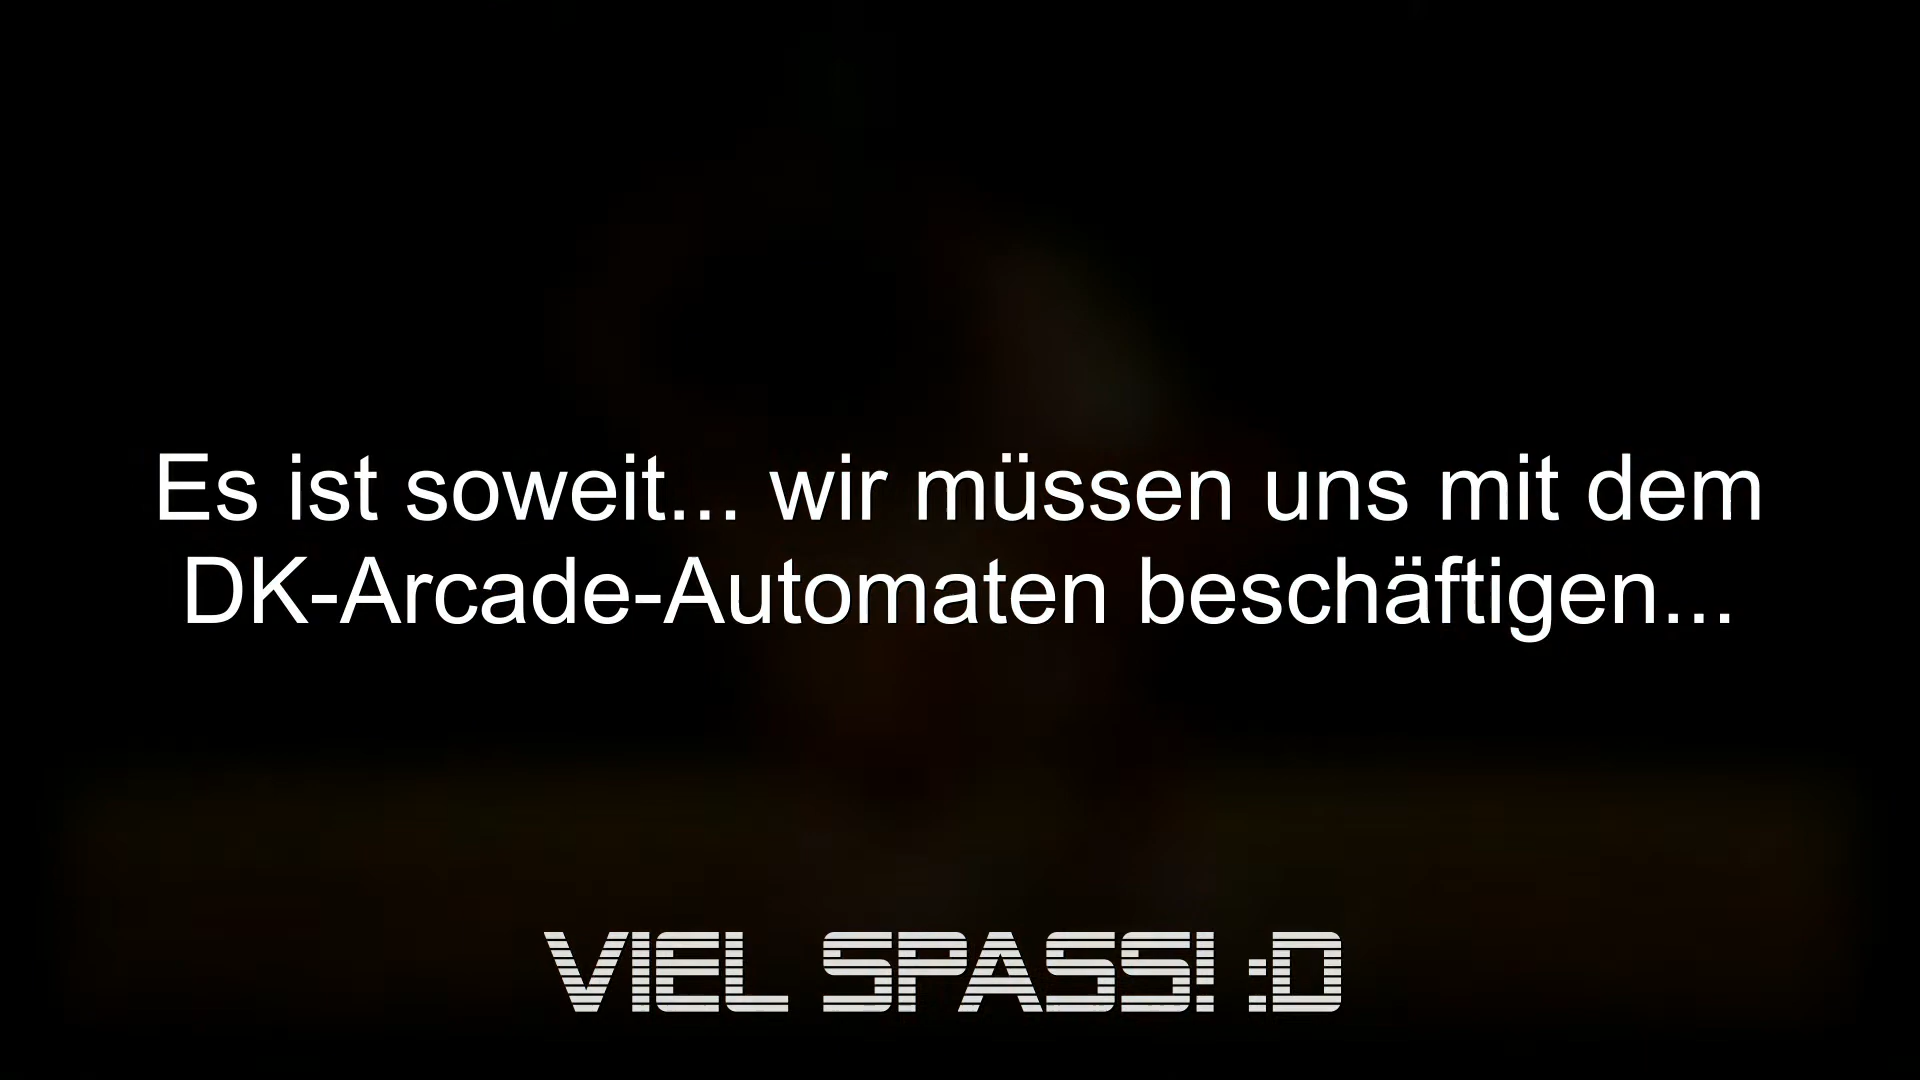 Es ist soweit... wir müssen uns mit dem
DK-Arcade-Automaten beschäftigen...
VIEL SPASS! :D